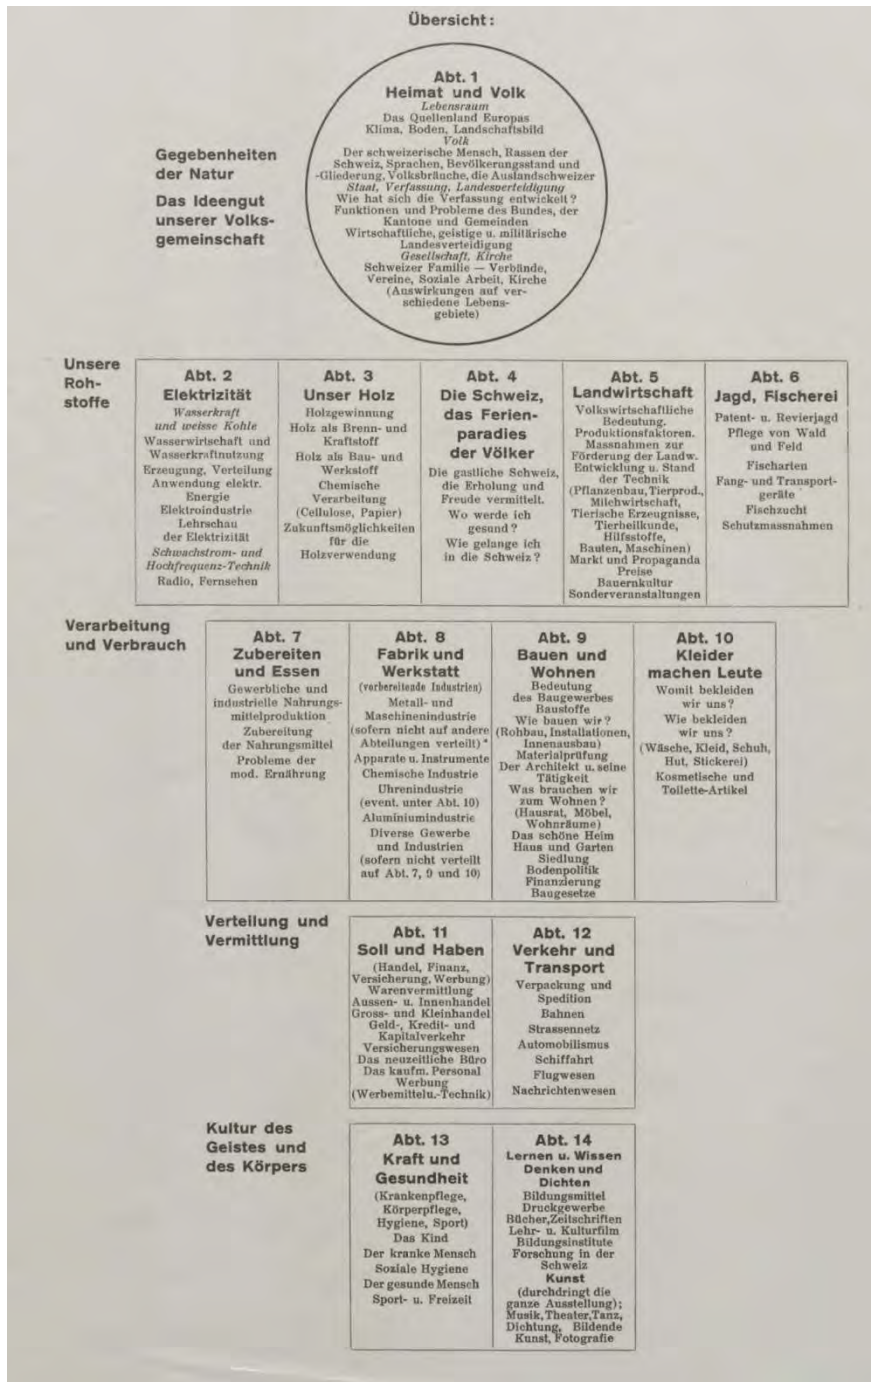 Übersicht:
Abt. 1
Heimat und Volk
Lebensraum
Das Quellenland Europas
Klima, Boden, Landschaftsbild
Volk
Der schweizerische Mensch, Rassen der
Schweiz, Sprachen, Bevölkerungsstand und
-Gliederung, Volksbräuche, die Auslandschweizer
Staat, Verfassung, Landesverteidigung
Wie hat sich die Verfassung entwickelt?
Funktionen und Probleme des Bundes, der
Kantone und Gemeinden
Wirtschaftliche, geistige u. militärische
Landesverteidigung
Gesellschaft, Kirche
Schweizer Familie — Verbände,
Vereine, Soziale Arbeit, Kirche
(Auswirkungen auf ver-
schiedene Lebens-
gebiete)
Gegebenheiten
der Natur
Das Ideengut
unserer Volks-
gemeinschaft
Unsere
Roh-
stoffe
Abt. 2
Elektrizität
Wasserkraft
und weisse Kohle
Wasserwirtschaft und
Wasserkraftnutzung
Erzeugung, Verteilung
Anwendung elektr.
Energie
Elektroindustrie
Lehrschau
der Elektrizität
Schwachstrom- und
Hochfrequenz-Technik
Radio, Fernsehen
Abt. 3
Unser Holz
Holzgewinnung
Holz als Brenn- und
Kraftstoff
Holz als Bau- und
Werkstoff
Chemische
Verarbeitung
(Cellulose, Papier)
Zukunftsmöglichkeiten
für die
Holzverwendung
Abt. 4
Die Schweiz,
das Ferien-
paradies
der Völker
Die gastliche Schweiz,
die Erholung und
Freude vermittelt.
Wo werde ich
gesund?
Wie gelange ich
in die Schweiz?
Abt. 5
Landwirtschaft
Volkswirtschaftliche
Bedeutung.
Produktionsfaktoren.
Massnahmen zur
Förderung der Landw.
Entwicklung u. Stand
der Technik
(Pflanzenbau, Tierprod.,
Milchwirtschaft,
Tierische Erzeugnisse,
Tierheilkunde,
Hilfsstoffe,
Bauten, Maschinen)
Markt und Propaganda
Preise
Bauernkultur
Sonderveranstaltungen
Abt. 6
Jagd, Fischerei
Patent- u. Revierjagd
Pflege von Wald
und Feld
Fischarten
Fang- und Transport-
geräte
Fischzucht
Schutzmassnahmen
Verarbeitung
und Verbrauch
Abt. 7
Zubereiten
und Essen
Gewerbliche und
industrielle Nahrungs-
mittelproduktion
Zubereitung
der Nahrungsmittel
Probleme der
mod. Ernährung
Abt. 8
Fabrik und
Werkstatt
(vorbereitende Industrien)
Metall- und
Maschinenindustrie
(sofern nicht auf andere
Abteilungen verteilt) *
Apparate u. Instrumente
Chemische Industrie
Uhrenindustrie
(event. unter Abt. 10)
Aluminiumindustrie
Diverse Gewerbe
und Industrien
(sofern nicht verteilt
auf Abt. 7, 9 und 10)
Abt. 9
Bauen und
Wohnen
Bedeutung
des Baugewerbes
Baustoffe
Wie bauen wir?
(Rohbau, Installationen,
Innenausbau)
Materialprüfung
Der Architekt u. seine
Tätigkeit
Was brauchen wir
zum Wohnen?
(Hausrat, Möbel,
Wohnräume)
Das schöne Heim
Haus und Garten
Siedlung
Bodenpolitik
Finanzierung
Baugesetze
Abt. 10
Kleider
machen Leute
Womit bekleiden
wir uns?
Wie bekleiden
wir uns?
(Wäsche, Kleid, Schuh,
Hut, Stickerei)
Kosmetische und
Toilette-Artikel
Verteilung und
Vermittlung
Abt. 11
Soll und Haben
(Handel, Finanz,
Versicherung, Werbung)
Warenvermittlung
Aussen- u. Innenhandel
Gross- und Kleinhandel
Geld-, Kredit- und
Kapitalverkehr
Versicherungswesen
Das neuzeitliche Büro
Das kaufm. Personal
Werbung
(Werbemittelu.-Technik)
Abt. 12
Verkehr und
Transport
Verpackung und
Spedition
Bahnen
Strassennetz
Automobilismus
Schiffahrt
Flugwesen
Nachrichtenwesen
Kultur des
Geistes und
des Körpers
Abt. 13
Kraft und
Gesundheit
(Krankenpflege,
Körperpflege,
Hygiene, Sport)
Das Kind
Der kranke Mensch
Soziale Hygiene
Der gesunde Mensch
Sport- u. Freizeit
Abt. 14
Lernen u. Wissen
Denken und
Dichten
Bildungsmittel
Druckgewerbe
Bücher,Zeitschriften
Lehr- u. Kulturfilm
Bildungsinstitute
Forschung in der
Schweiz
Kunst
(durchdringt die
ganze Ausstellung);
Musik,Theater,Tanz,
Dichtung, Bildende
Kunst, Fotografie